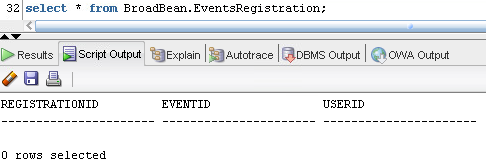 32 select * from BroadBean.EventsRegistration;
Results Script Output Explain Autotrace DBMS Output OWA Output
REGISTRATIONID EVENTID USERID
---------------------- ---------------------- ----------------------
0 rows selected